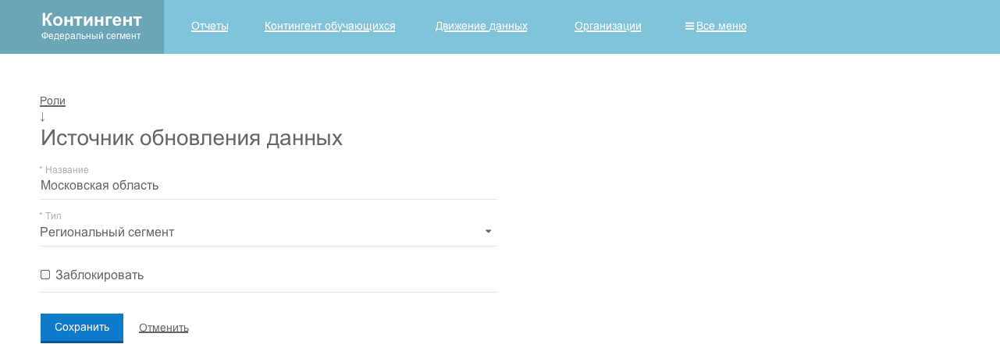 Контингент
Федеральный сегмент
Отчеты
Контингент обучающихся
Движение данных
Организации
Все меню
Роли
↓
Источник обновления данных
* Название
Московская область
* Тип
Региональный сегмент
Заблокировать
Сохранить
Отменить